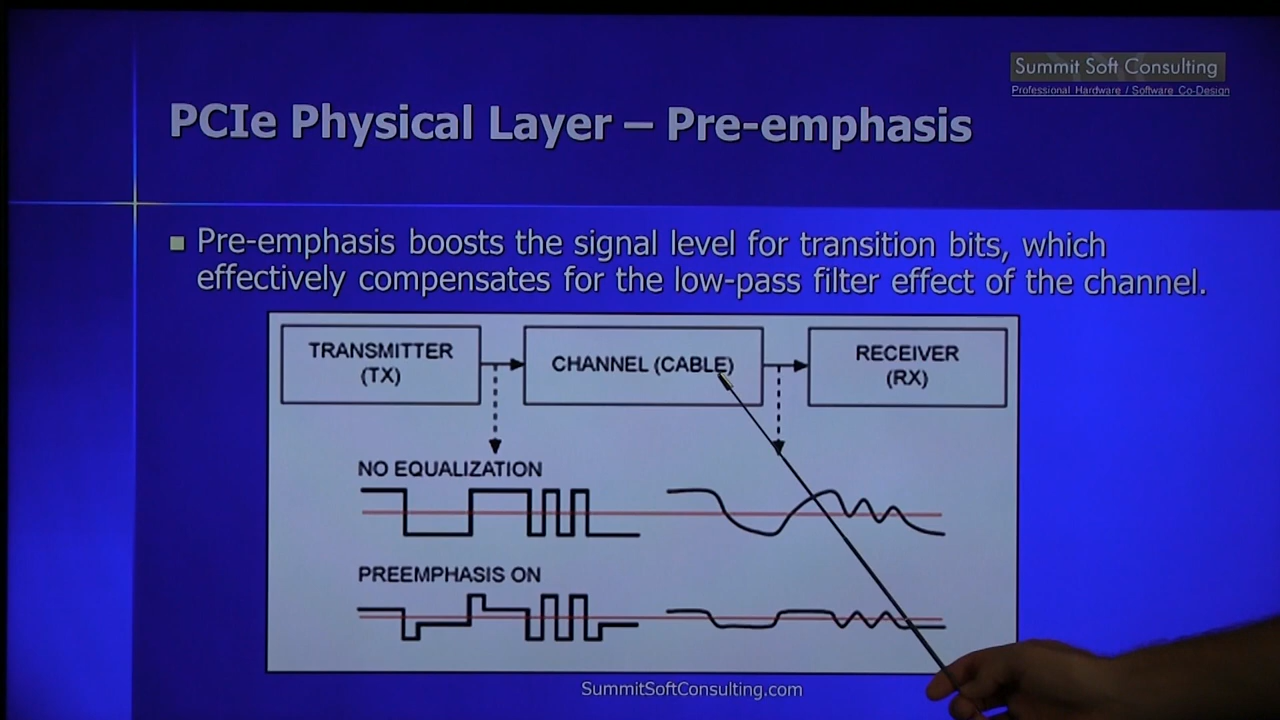 Summit Soft Consulting
Professional Hardware / Software Co-Design
PCIe Physical Layer – Pre-emphasis
Pre-emphasis boosts the signal level for transition bits, which
effectively compensates for the low-pass filter effect of the channel.
TRANSMITTER
(TX)
CHANNEL (CABLE)
RECEIVER
(RX)
NO EQUALIZATION
PREEMPHASIS ON
SummitSoftConsulting.com